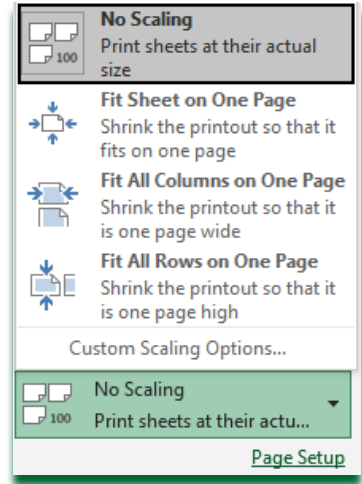 No Scaling
Print sheets at their actual
size
100
Fit Sheet on One Page
Shrink the printout so that it
fits on one page
Fit All Columns on One Page
Shrink the printout so that it
is one page wide
Fit All Rows on One Page
Shrink the printout so that it
is one page high
Custom Scaling Options...
No Scaling
100
Print sheets at their actu...
Page Setup